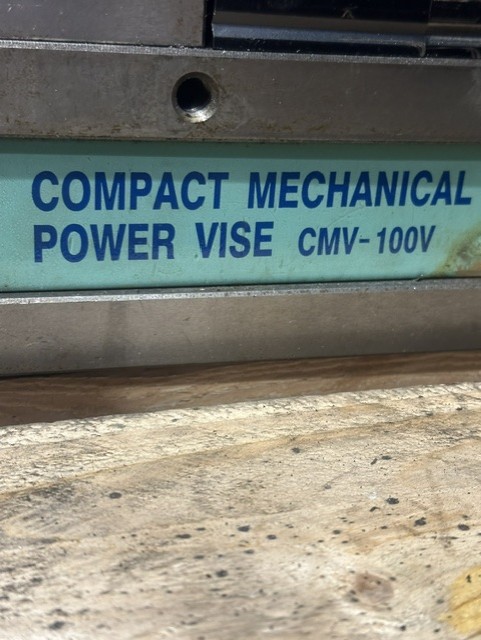 COMPACT MECHANICAL
POWER VISE CMV-100V